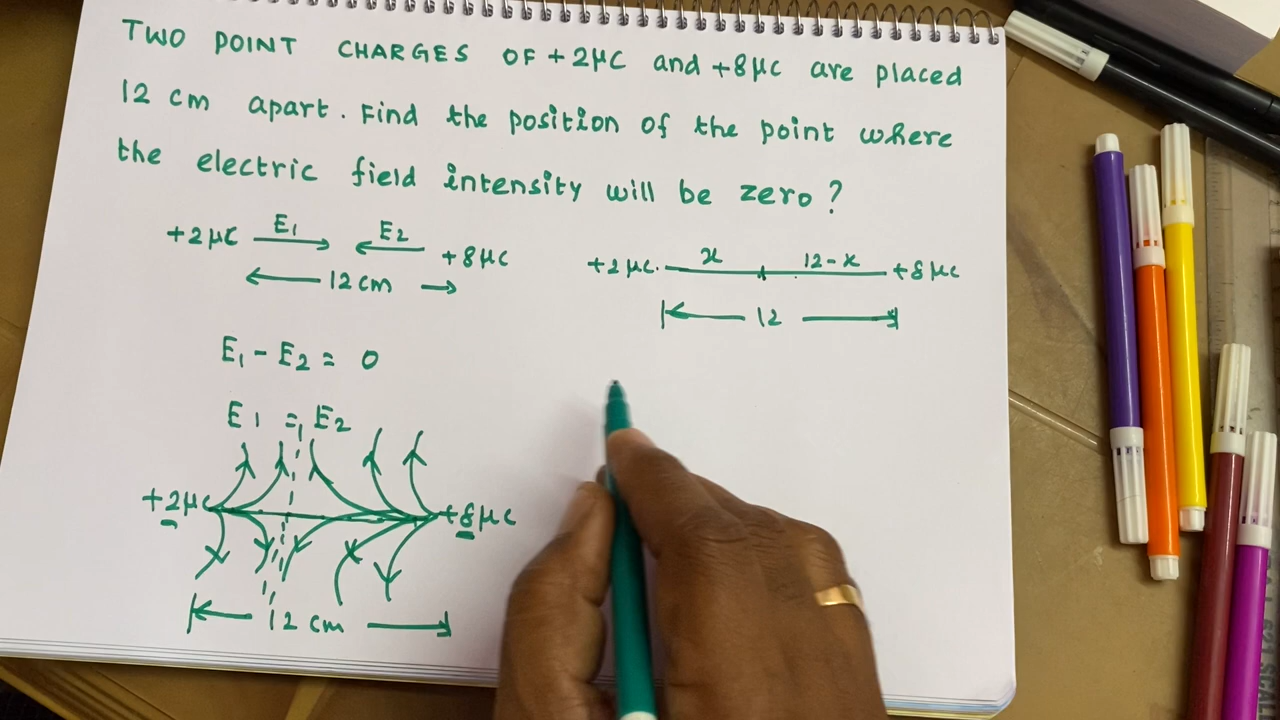 TWO POINT CHARGES OF +2μC and +8μC are placed
12 cm apart. Find the position of the point where
the electric field intensity will be zero?
+2μC E1 E2 +8μC
12 cm
+2μC. x 12-x +8μC
12
E1 - E2 = 0
E1 = E2
+2μC +8μC
12 cm